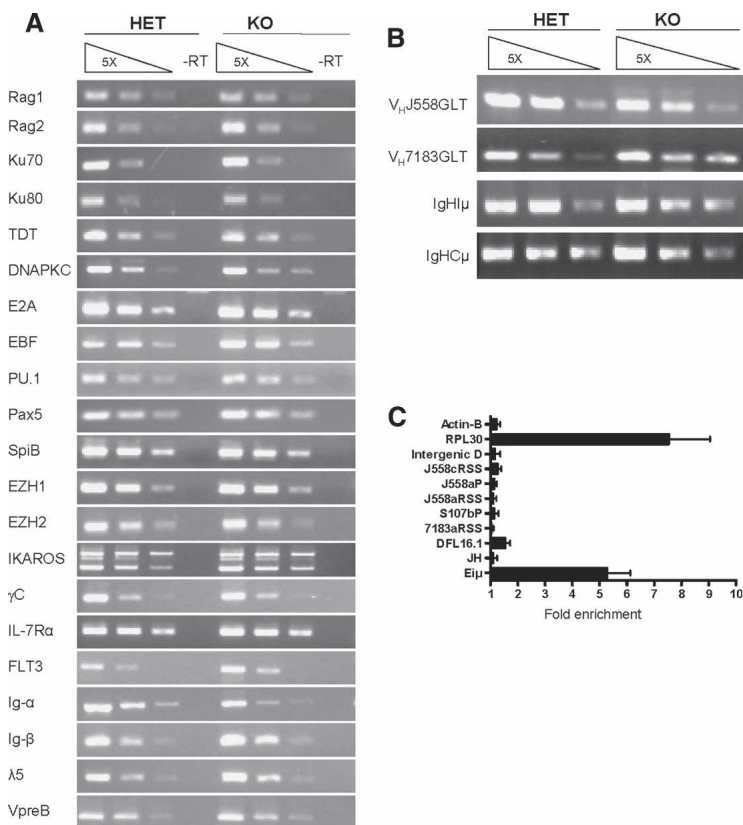 A
HET KO
5X -RT 5X -RT
Rag1
Rag2
Ku70
Ku80
TDT
DNAPKC
E2A
EBF
PU.1
Pax5
SpiB
EZH1
EZH2
IKAROS
γC
IL-7Rα
FLT3
Ig-α
Ig-β
λ5
VpreB
B
HET KO
5X 5X
VHJ558GLT
VH7183GLT
IgHIμ
IgHCμ
C
Actin-B
RPL30
Intergenic D
J558cRSS
J558aP
J558aRSS
S107bP
7183aRSS
DFL16.1
JH
Eiμ
1 2 3 4 5 6 7 8 9 10
Fold enrichment